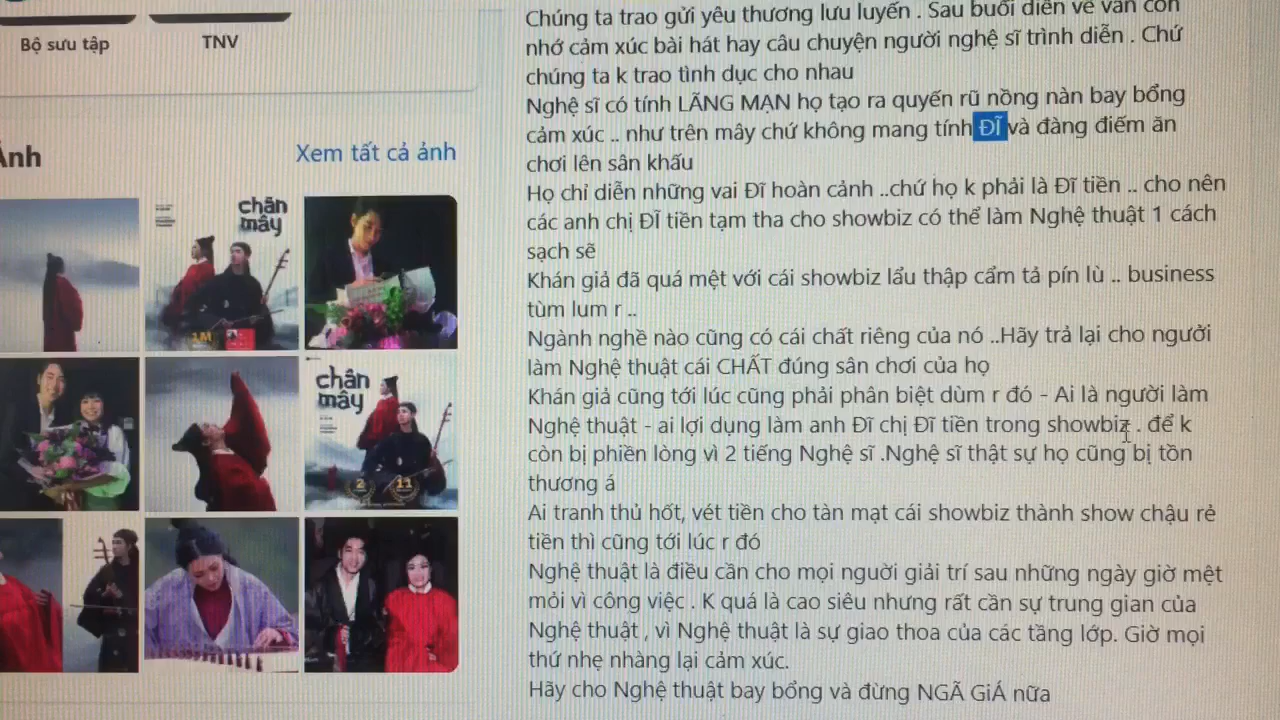 Bộ sưu tập
TNV
Ảnh
Xem tất cả ảnh
chân
mây
1M
chân
mây
2
11
Chúng ta trao gửi yêu thương lưu luyến . Sau buổi diễn về vẫn còn
nhớ cảm xúc bài hát hay câu chuyện người nghệ sĩ trình diễn . Chứ
chúng ta k trao tình dục cho nhau
Nghệ sĩ có tính LÃNG MẠN họ tạo ra quyến rũ nồng nàn bay bổng
cảm xúc .. như trên mây chứ không mang tính ĐĨ và đàng điếm ăn
chơi lên sân khấu
Họ chỉ diễn những vai Đĩ hoàn cảnh ..chứ họ k phải là Đĩ tiền .. cho nên
các anh chị ĐĨ tiền tạm tha cho showbiz có thể làm Nghệ thuật 1 cách
sạch sẽ
Khán giả đã quá mệt với cái showbiz lẩu thập cẩm tả pín lù .. business
tùm lum r ..
Ngành nghề nào cũng có cái chất riêng của nó ..Hãy trả lại cho người
làm Nghệ thuật cái CHẤT đúng sân chơi của họ
Khán giả cũng tới lúc cũng phải phân biệt dùm r đó - Ai là người làm
Nghệ thuật - ai lợi dụng làm anh Đĩ chị Đĩ tiền trong showbiz . để k
còn bị phiền lòng vì 2 tiếng Nghệ sĩ .Nghệ sĩ thật sự họ cũng bị tồn
thương á
Ai tranh thủ hốt, vét tiền cho tàn mạt cái showbiz thành show chậu rẻ
tiền thì cũng tới lúc r đó
Nghệ thuật là điều cần cho mọi người giải trí sau những ngày giờ mệt
mỏi vì công việc . K quá là cao siêu nhưng rất cần sự trung gian của
Nghệ thuật , vì Nghệ thuật là sự giao thoa của các tầng lớp. Giờ mọi
thứ nhẹ nhàng lại cảm xúc.
Hãy cho Nghệ thuật bay bổng và đừng NGÃ GiÁ nữa